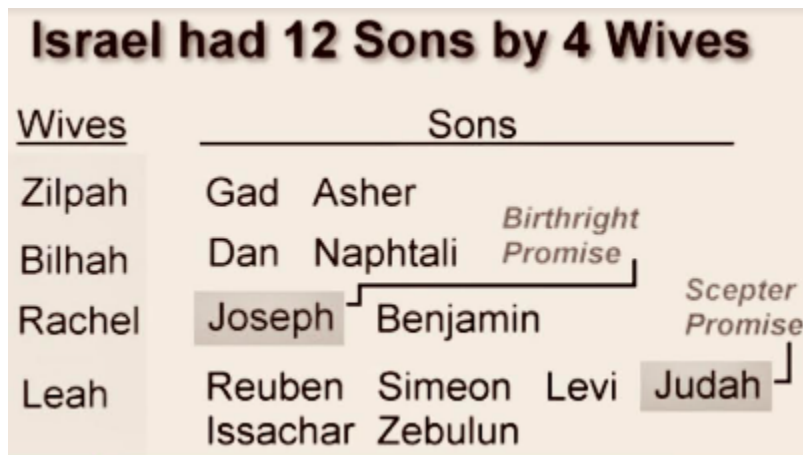 Israel had 12 Sons by 4 Wives
Wives Sons
Zilpah Gad Asher
Birthright
Bilhah Dan Naphtali Promise
Scepter
Rachel Joseph Benjamin Promise
Leah Reuben Simeon Levi Judah
Issachar Zebulun